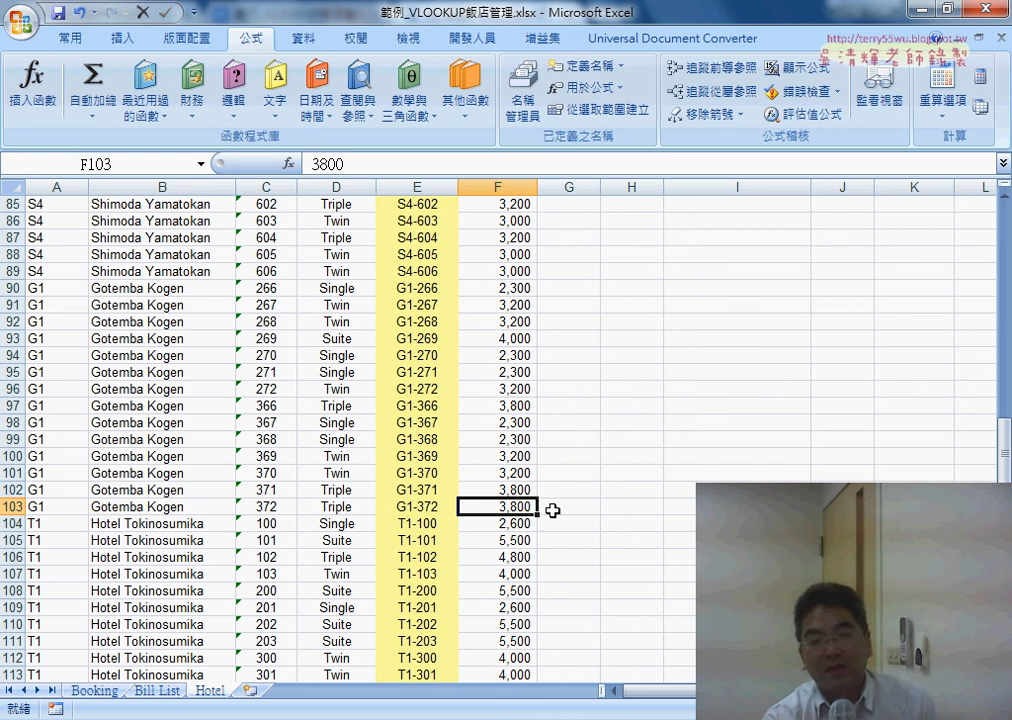 範例_VLOOKUP飯店管理.xlsx - Microsoft Excel
常用 插入 版面配置 公式 資料 校閱 檢視 開發人員 增益集 Universal Document Converter
http://terry55wu.blogspot.tw
吳清輝老師錄製
插入函數 自動加總 最近用過的函數 財務 邏輯 文字 日期及時間 查閱與參照 數學與三角函數 其他函數
名稱管理員 定義名稱 用於公式 從選取範圍建立
追蹤前導參照 追蹤從屬參照 移除箭號 顯示公式 錯誤檢查 評估值公式 監看視窗 重算選項
函數程式庫 已定義之名稱 公式稽核 計算
F103 fx 3800
A B C D E F G H I J K L
85 S4 Shimoda Yamatokan 602 Triple S4-602 3,200
86 S4 Shimoda Yamatokan 603 Twin S4-603 3,000
87 S4 Shimoda Yamatokan 604 Triple S4-604 3,200
88 S4 Shimoda Yamatokan 605 Twin S4-605 3,000
89 S4 Shimoda Yamatokan 606 Twin S4-606 3,000
90 G1 Gotemba Kogen 266 Single G1-266 2,300
91 G1 Gotemba Kogen 267 Twin G1-267 3,200
92 G1 Gotemba Kogen 268 Twin G1-268 3,200
93 G1 Gotemba Kogen 269 Suite G1-269 4,000
94 G1 Gotemba Kogen 270 Single G1-270 2,300
95 G1 Gotemba Kogen 271 Single G1-271 2,300
96 G1 Gotemba Kogen 272 Twin G1-272 3,200
97 G1 Gotemba Kogen 366 Triple G1-366 3,800
98 G1 Gotemba Kogen 367 Single G1-367 2,300
99 G1 Gotemba Kogen 368 Single G1-368 2,300
100 G1 Gotemba Kogen 369 Twin G1-369 3,200
101 G1 Gotemba Kogen 370 Twin G1-370 3,200
102 G1 Gotemba Kogen 371 Triple G1-371 3,800
103 G1 Gotemba Kogen 372 Triple G1-372 3,800
104 T1 Hotel Tokinosumika 100 Single T1-100 2,600
105 T1 Hotel Tokinosumika 101 Suite T1-101 5,500
106 T1 Hotel Tokinosumika 102 Triple T1-102 4,800
107 T1 Hotel Tokinosumika 103 Twin T1-103 4,000
108 T1 Hotel Tokinosumika 200 Suite T1-200 5,500
109 T1 Hotel Tokinosumika 201 Single T1-201 2,600
110 T1 Hotel Tokinosumika 202 Suite T1-202 5,500
111 T1 Hotel Tokinosumika 203 Suite T1-203 5,500
112 T1 Hotel Tokinosumika 300 Twin T1-300 4,000
113 T1 Hotel Tokinosumika 301 Twin T1-301 4,000
Booking Bill List Hotel
就緒